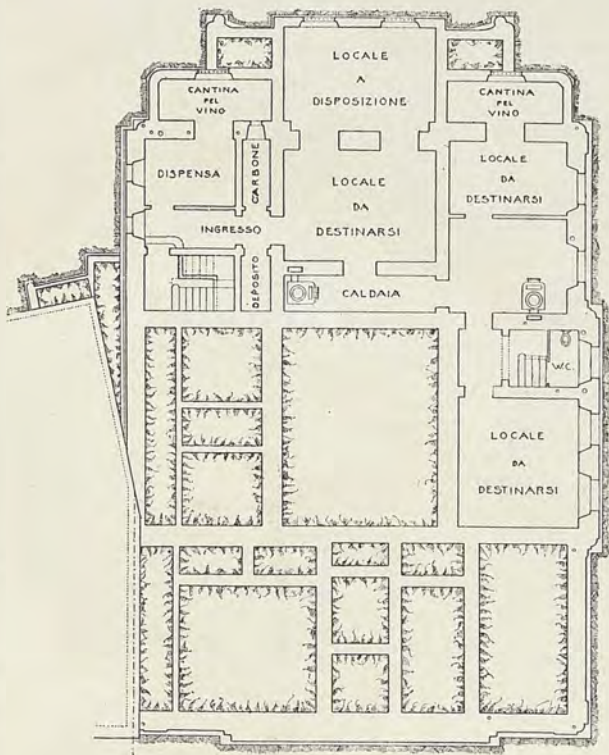 LOCALE
A
DISPOSIZIONE
CANTINA
PEL
VINO
CANTINA
PEL
VINO
DISPENSA
CARBONE
LOCALE
DA
DESTINARSI
LOCALE
DA
DESTINARSI
INGRESSO
DEPOSITO
CALDAIA
W.C.
LOCALE
DA
DESTINARSI